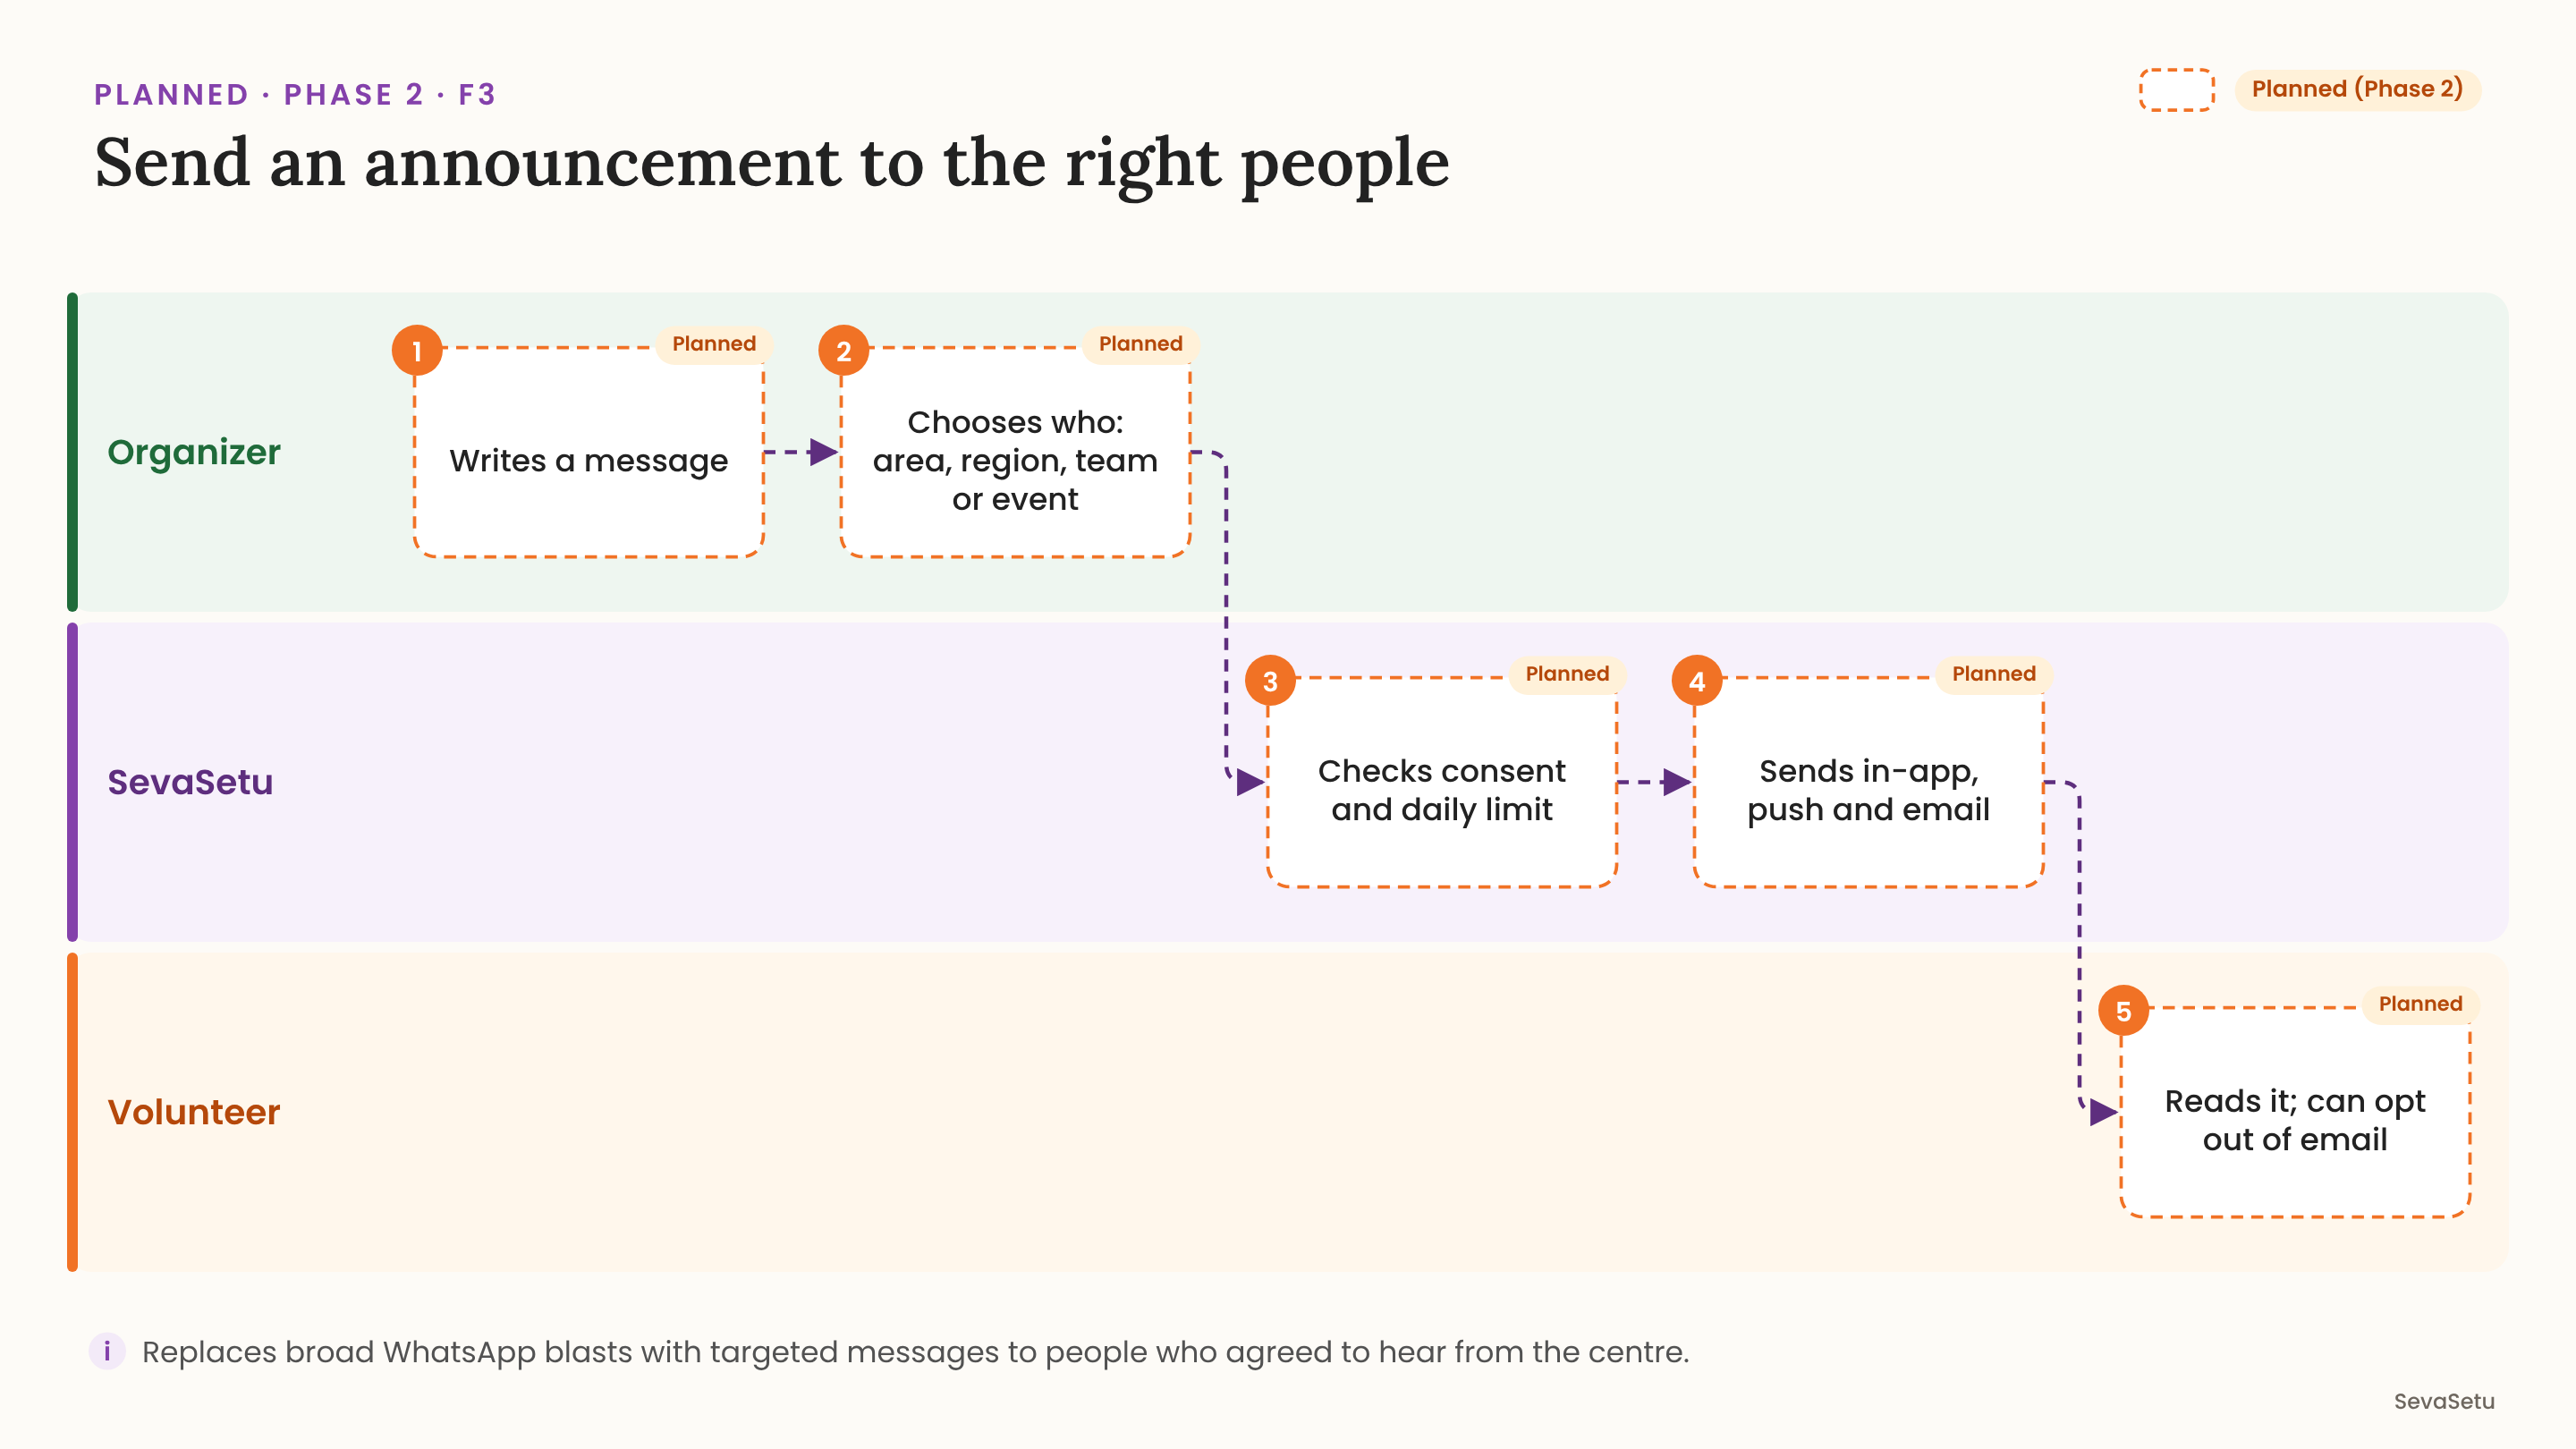 PLANNED · PHASE 2 · F3
Planned (Phase 2)
Send an announcement to the right people
Organizer
1
Planned
Writes a message
2
Planned
Chooses who:
area, region, team
or event
SevaSetu
3
Planned
Checks consent
and daily limit
4
Planned
Sends in-app,
push and email
Volunteer
5
Planned
Reads it; can opt
out of email
i
Replaces broad WhatsApp blasts with targeted messages to people who agreed to hear from the centre.
SevaSetu